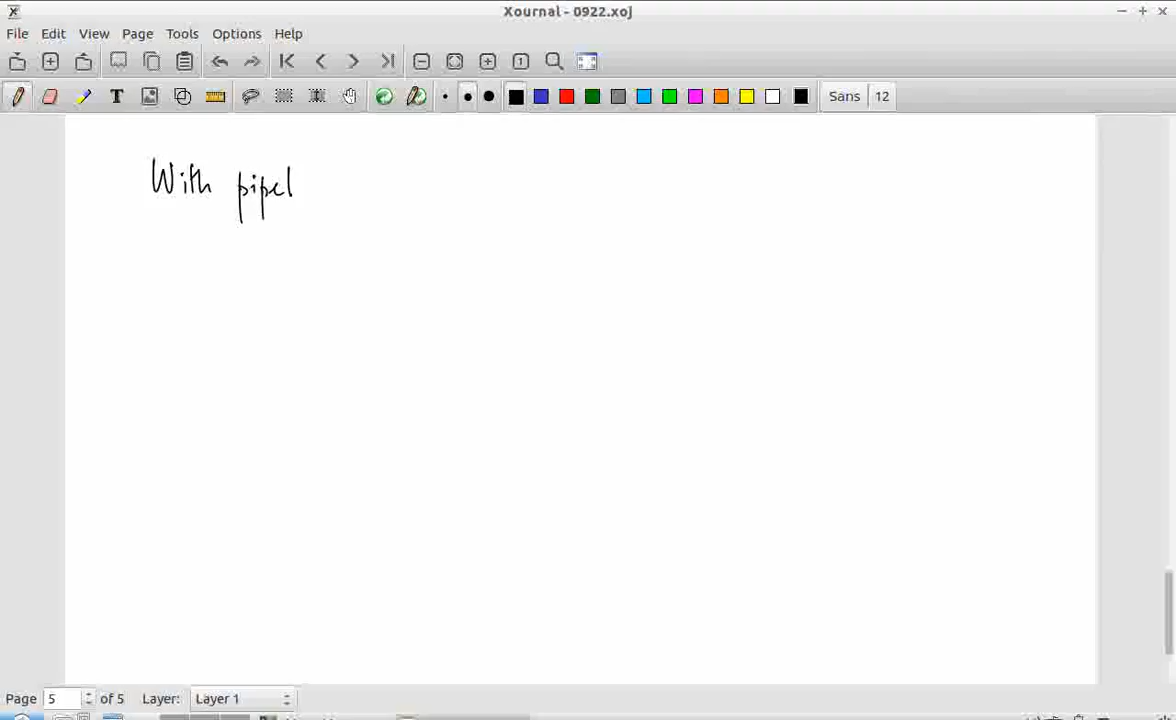 Xournal - 0922.xoj
File Edit View Page Tools Options Help
Sans 12
With pipel
Page 5 of 5 Layer: Layer 1